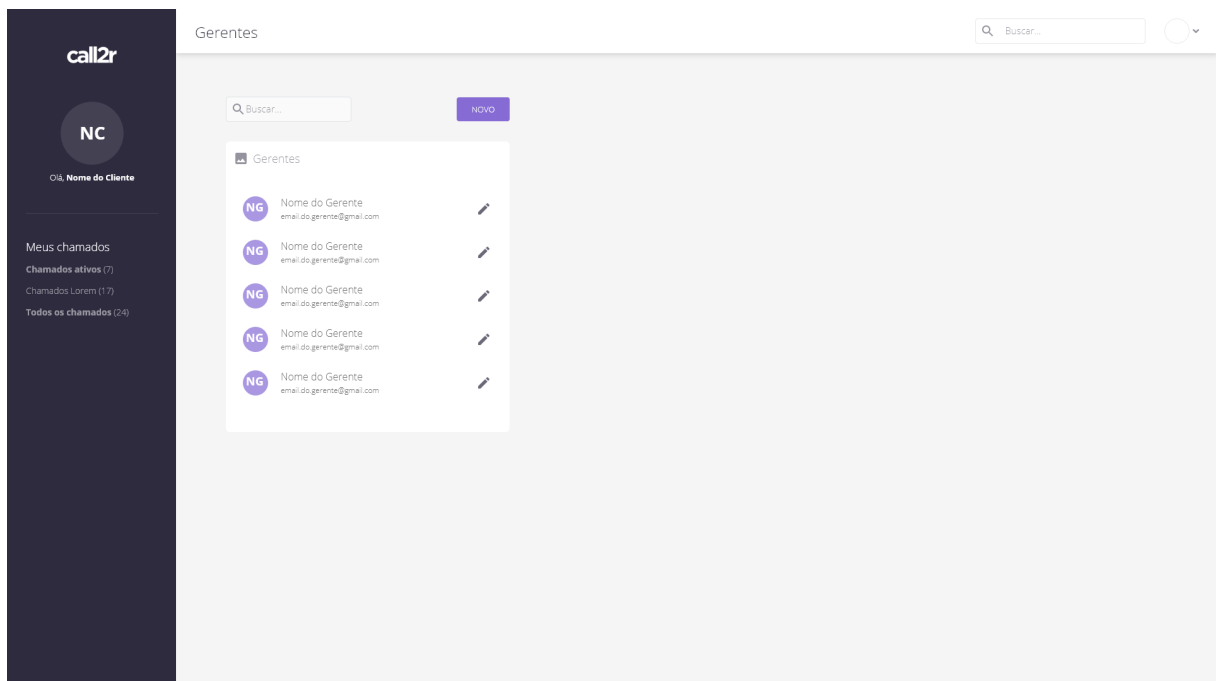 call2r
NC
Olá, Nome do Cliente
Meus chamados
Chamados ativos (7)
Chamados Lorem (17)
Todos os chamados (24)
Gerentes
Buscar...
Buscar...
NOVO
Gerentes
NG
Nome do Gerente
email.do.gerente@gmail.com
NG
Nome do Gerente
email.do.gerente@gmail.com
NG
Nome do Gerente
email.do.gerente@gmail.com
NG
Nome do Gerente
email.do.gerente@gmail.com
NG
Nome do Gerente
email.do.gerente@gmail.com